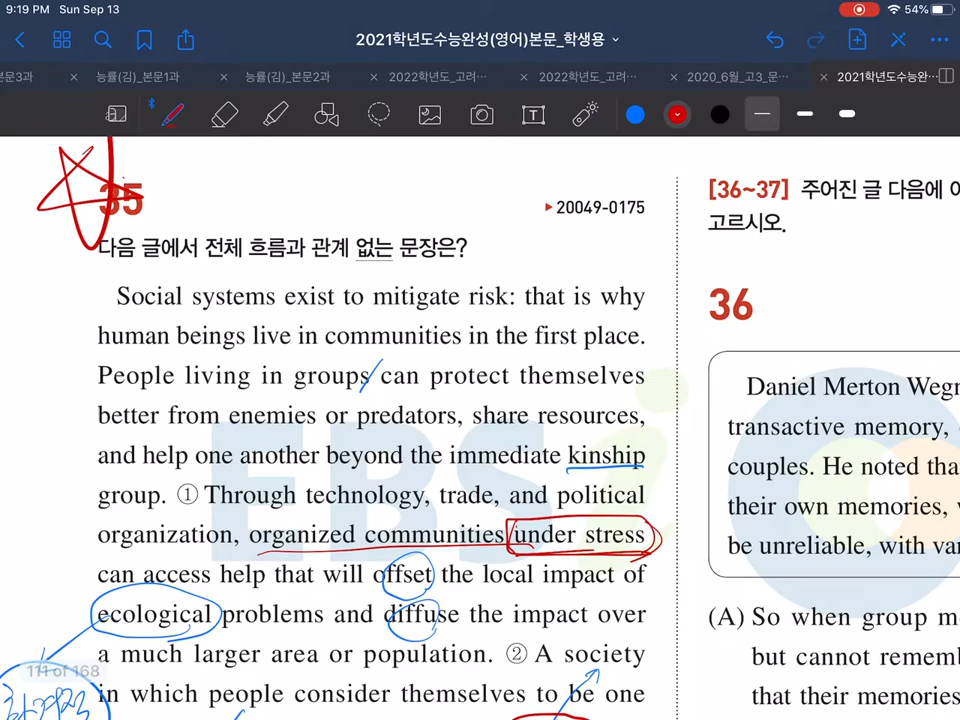 9:19 PM Sun Sep 13
54%
2021학년도수능완성(영어)본문_학생용
본문3과
능률(김)_본문1과
능률(김)_본문2과
2022학년도_고려…
2022학년도_고려…
2020_6월_고3_문…
2021학년도수능완…
35
▸20049-0175
다음 글에서 전체 흐름과 관계 없는 문장은?
Social systems exist to mitigate risk: that is why
human beings live in communities in the first place.
People living in groups can protect themselves
better from enemies or predators, share resources,
and help one another beyond the immediate kinship
group. ① Through technology, trade, and political
organization, organized communities under stress
can access help that will offset the local impact of
ecological problems and diffuse the impact over
a much larger area or population. ② A society
in which people consider themselves to be one
111 of 168
EBSi
[36~37] 주어진 글 다음에 이
고르시오.
36
Daniel Merton Wegn
transactive memory,
couples. He noted tha
their own memories,
be unreliable, with var
(A) So when group me
but cannot rememb
that their memories